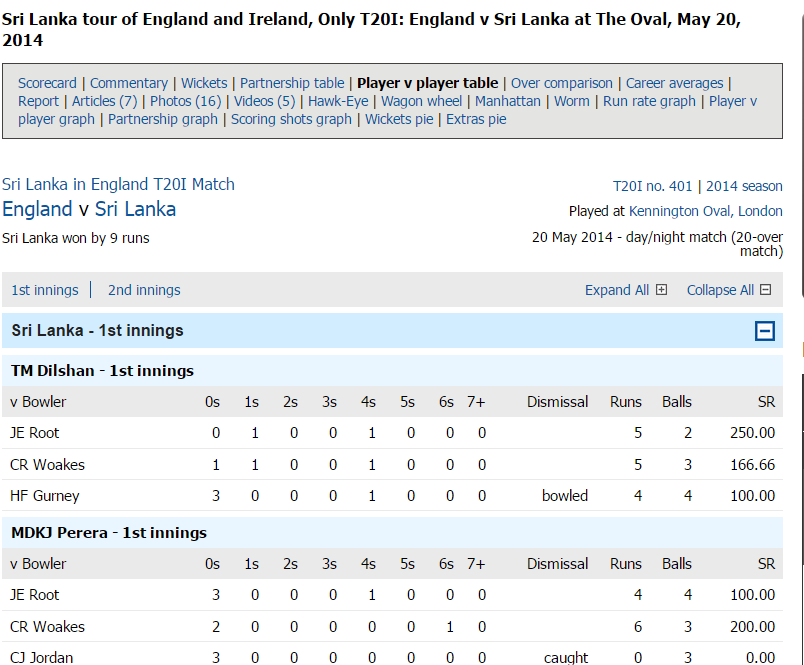 Sri Lanka tour of England and Ireland, Only T20I: England v Sri Lanka at The Oval, May 20,
2014
Scorecard | Commentary | Wickets | Partnership table | Player v player table | Over comparison | Career averages |
Report | Articles (7) | Photos (16) | Videos (5) | Hawk-Eye | Wagon wheel | Manhattan | Worm | Run rate graph | Player v
player graph | Partnership graph | Scoring shots graph | Wickets pie | Extras pie
Sri Lanka in England T20I Match
T20I no. 401 | 2014 season
England v Sri Lanka
Played at Kennington Oval, London
Sri Lanka won by 9 runs
20 May 2014 - day/night match (20-over
match)
1st innings | 2nd innings Expand All Collapse All
Sri Lanka - 1st innings
TM Dilshan - 1st innings
v Bowler 0s 1s 2s 3s 4s 5s 6s 7+ Dismissal Runs Balls SR
JE Root 0 1 0 0 1 0 0 0 5 2 250.00
CR Woakes 1 1 0 0 1 0 0 0 5 3 166.66
HF Gurney 3 0 0 0 1 0 0 0 bowled 4 4 100.00
MDKJ Perera - 1st innings
v Bowler 0s 1s 2s 3s 4s 5s 6s 7+ Dismissal Runs Balls SR
JE Root 3 0 0 0 1 0 0 0 4 4 100.00
CR Woakes 2 0 0 0 0 0 1 0 6 3 200.00
CJ Jordan 3 0 0 0 0 0 0 0 caught 0 3 0.00